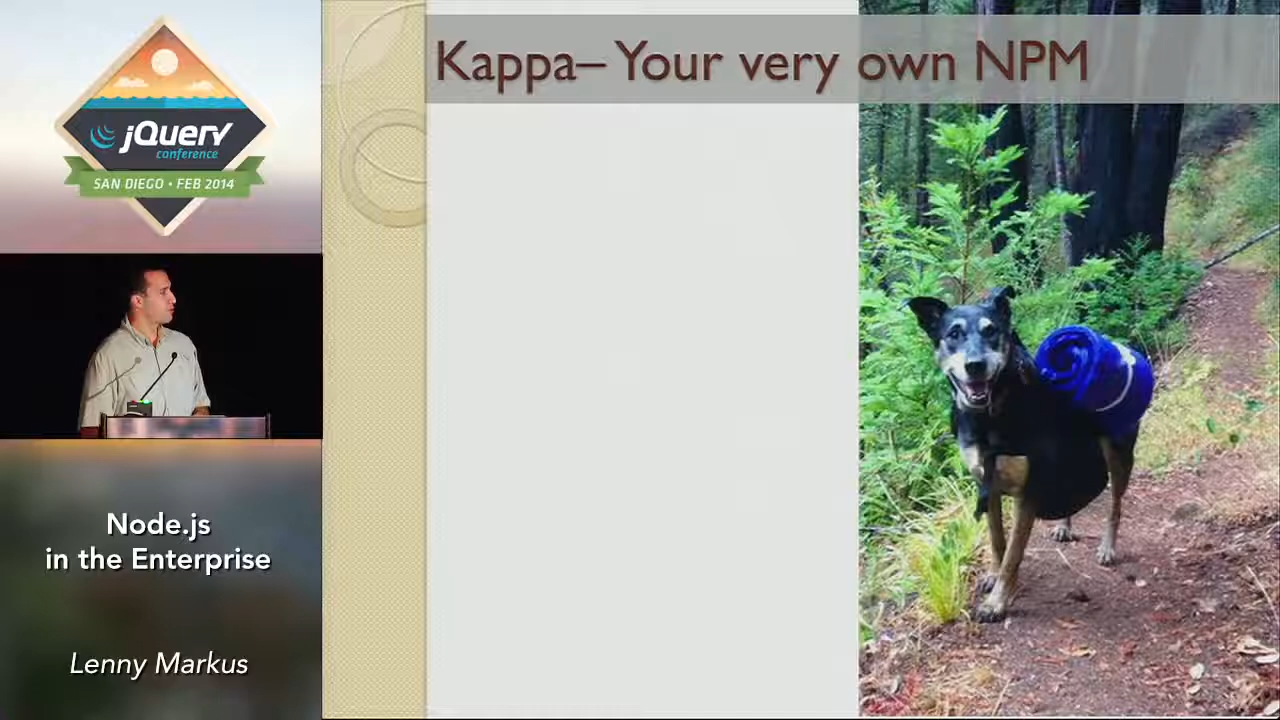 jQuery
conference
SAN DIEGO • FEB 2014
Node.js
in the Enterprise
Lenny Markus
Kappa– Your very own NPM